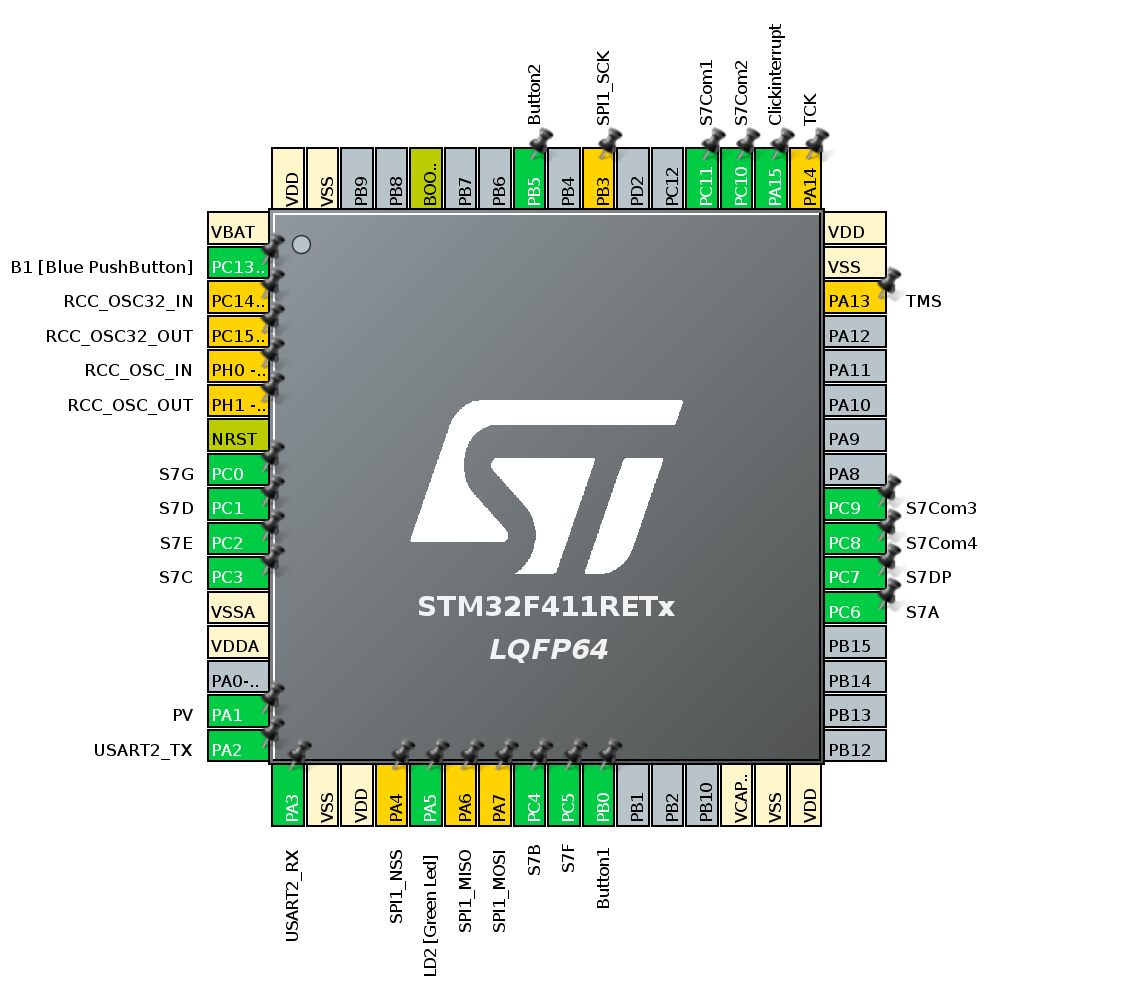 Button2
SPI1_SCK
S7Com1
S7Com2
Clickinterrupt
TCK
VDD
VSS
PB9
PB8
BOO..
PB7
PB6
PB5
PB4
PB3
PD2
PC12
PC11
PC10
PA15
PA14
VBAT
B1 [Blue PushButton] PC13..
RCC_OSC32_IN PC14..
RCC_OSC32_OUT PC15..
RCC_OSC_IN PH0 -..
RCC_OSC_OUT PH1 -..
NRST
S7G PC0
S7D PC1
S7E PC2
S7C PC3
VSSA
VDDA
PA0-..
PV PA1
USART2_TX PA2
ST
STM32F411RETx
LQFP64
VDD
VSS
PA13 TMS
PA12
PA11
PA10
PA9
PA8
PC9 S7Com3
PC8 S7Com4
PC7 S7DP
PC6 S7A
PB15
PB14
PB13
PB12
PA3
VSS
VDD
PA4
PA5
PA6
PA7
PC4
PC5
PB0
PB1
PB2
PB10
VCAP..
VSS
VDD
USART2_RX
SPI1_NSS
LD2 [Green Led]
SPI1_MISO
SPI1_MOSI
S7B
S7F
Button1